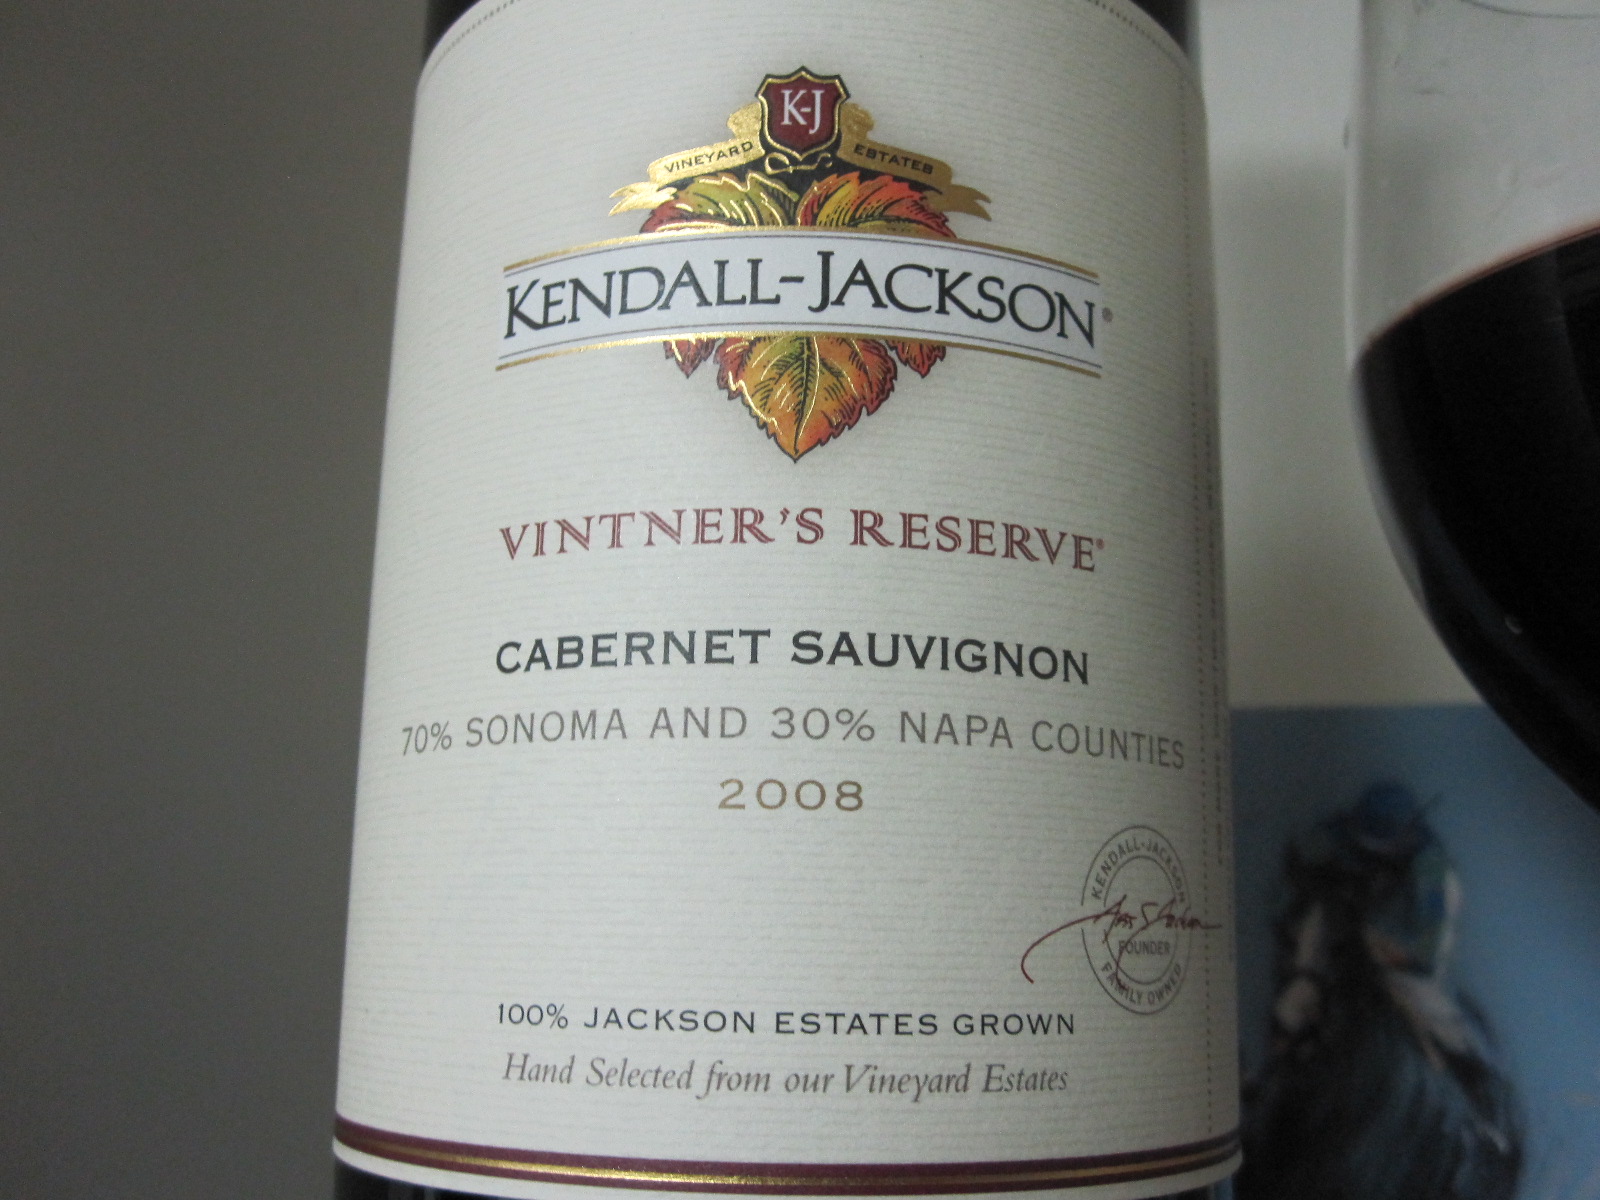 K-J
VINEYARD ESTATES
KENDALL-JACKSON®
VINTNER'S RESERVE®
CABERNET SAUVIGNON
70% SONOMA AND 30% NAPA COUNTIES
2008
KENDALL-JACKSON
FOUNDER
FAMILY OWNED
100% JACKSON ESTATES GROWN
Hand Selected from our Vineyard Estates